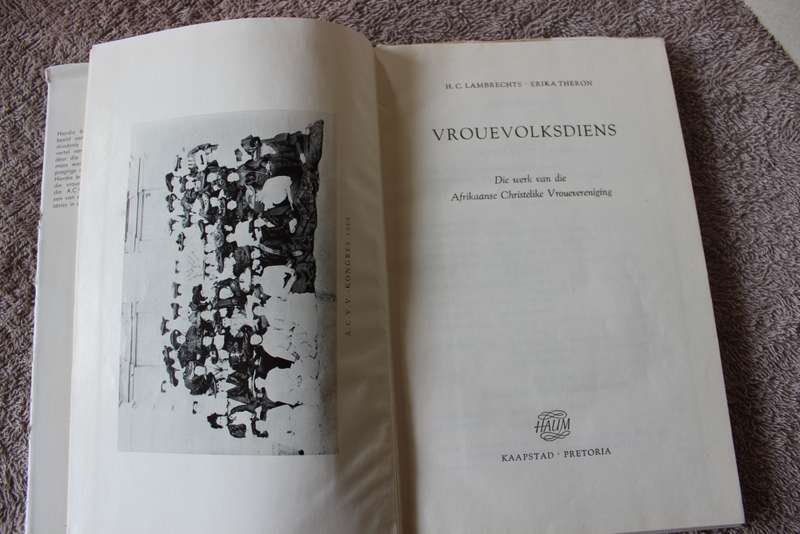 A.C.V.V.-KONGRES
H. C. LAMBRECHTS · ERIKA THERON
VROUEVOLKSDIENS
Die werk van die
Afrikaanse Christelike Vrouevereniging
HAUM
KAAPSTAD · PRETORIA